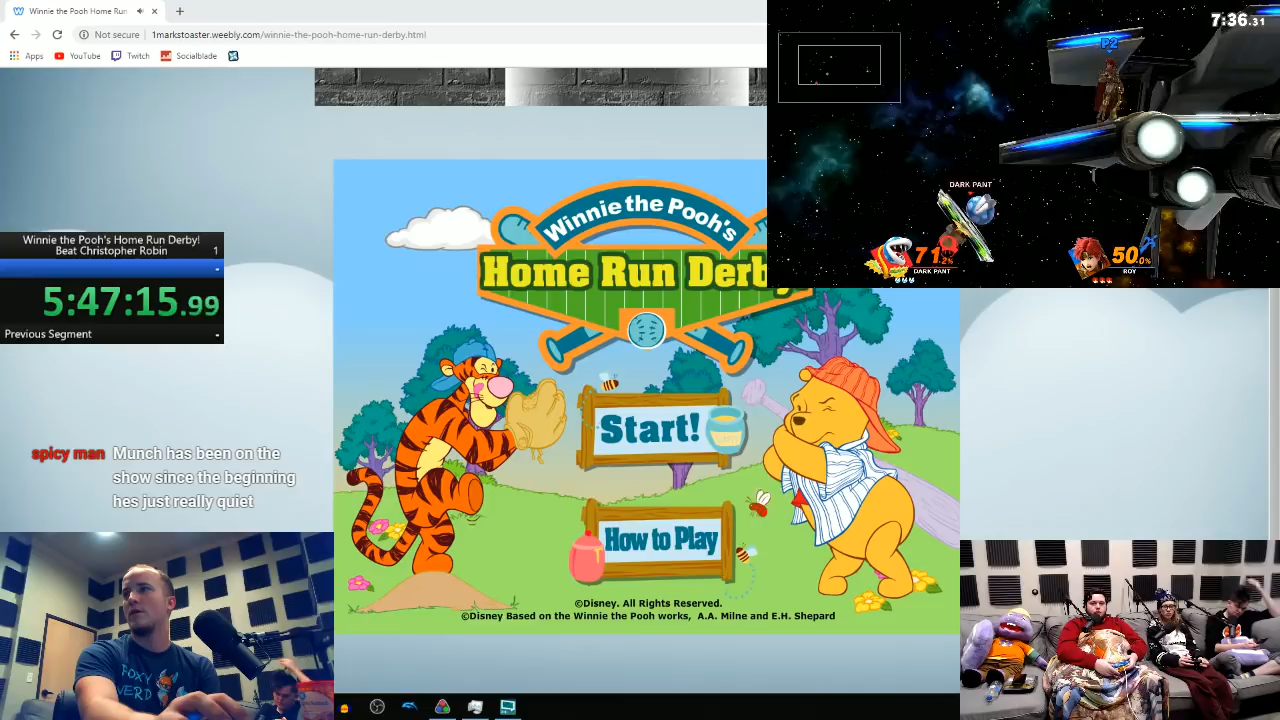 Winnie the Pooh Home Run
Not secure
1markstoaster.weebly.com/winnie-the-pooh-home-run-derby.html
Apps
YouTube
Twitch
Socialblade
7:36.31
P2
DARK PANT
71.2%
DARK PANT
50.0%
ROY
Winnie the Pooh's
Home Run Derby
Winnie the Pooh's Home Run Derby!
Beat Christopher Robin 1
-
5:47:15.99
Previous Segment -
Start!
How to Play
spicy man Munch has been on the
show since the beginning
hes just really quiet
©Disney. All Rights Reserved.
©Disney Based on the Winnie the Pooh works, A.A. Milne and E.H. Shepard
FOXY
NERD